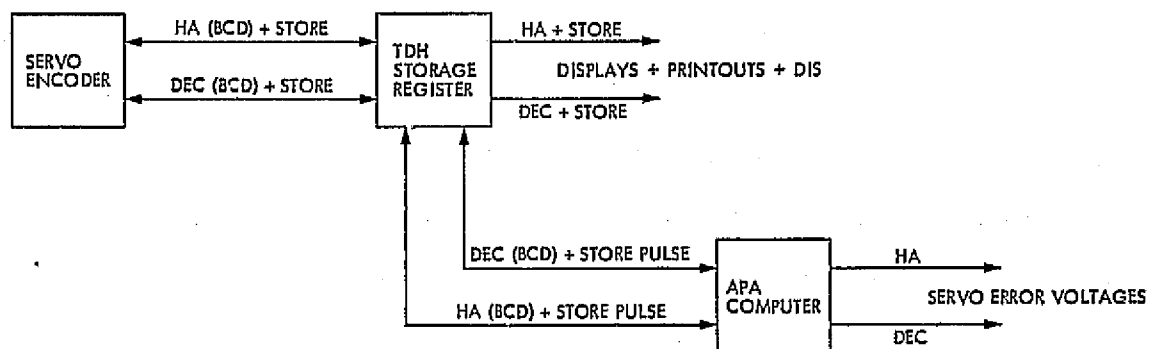 SERVO
ENCODER
HA (BCD) + STORE
DEC (BCD) + STORE
TDH
STORAGE
REGISTER
HA + STORE
DISPLAYS + PRINTOUTS + DIS
DEC + STORE
DEC (BCD) + STORE PULSE
HA (BCD) + STORE PULSE
APA
COMPUTER
HA
SERVO ERROR VOLTAGES
DEC